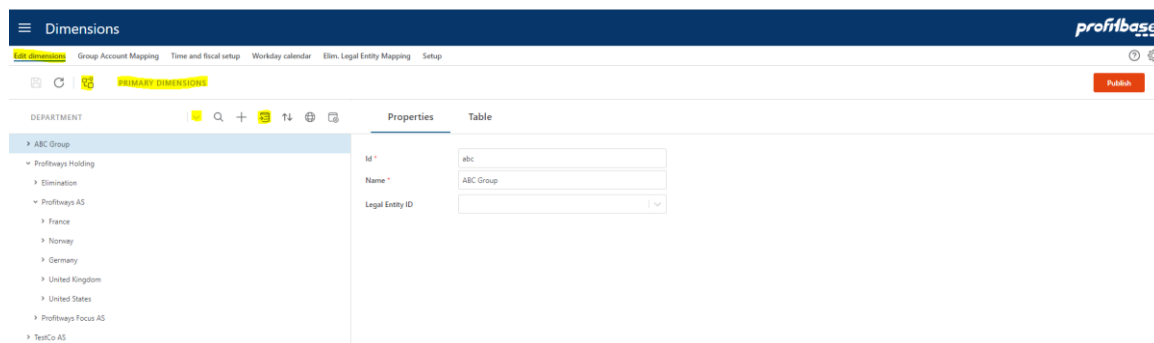 Dimensions
profitbase
Edit dimensions Group Account Mapping Time and fiscal setup Workday calendar Elim. Legal Entity Mapping Setup
PRIMARY DIMENSIONS
Publish
DEPARTMENT
Properties Table
ABC Group
Profitways Holding
Id * abc
Elimination
Name * ABC Group
Profitways AS
Legal Entity ID
France
Norway
Germany
United Kingdom
United States
Profitways Focus AS
TestCo AS